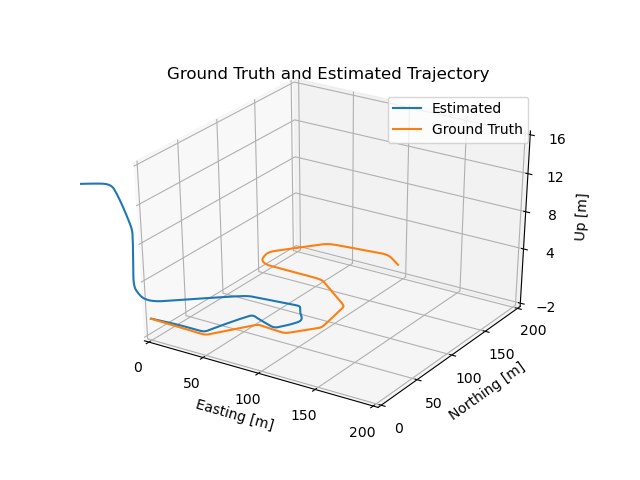 Ground Truth and Estimated Trajectory
Estimated
Ground Truth
16
12
8
4
−2
Up [m]
0
50
100
150
200
Easting [m]
0
50
100
150
200
Northing [m]